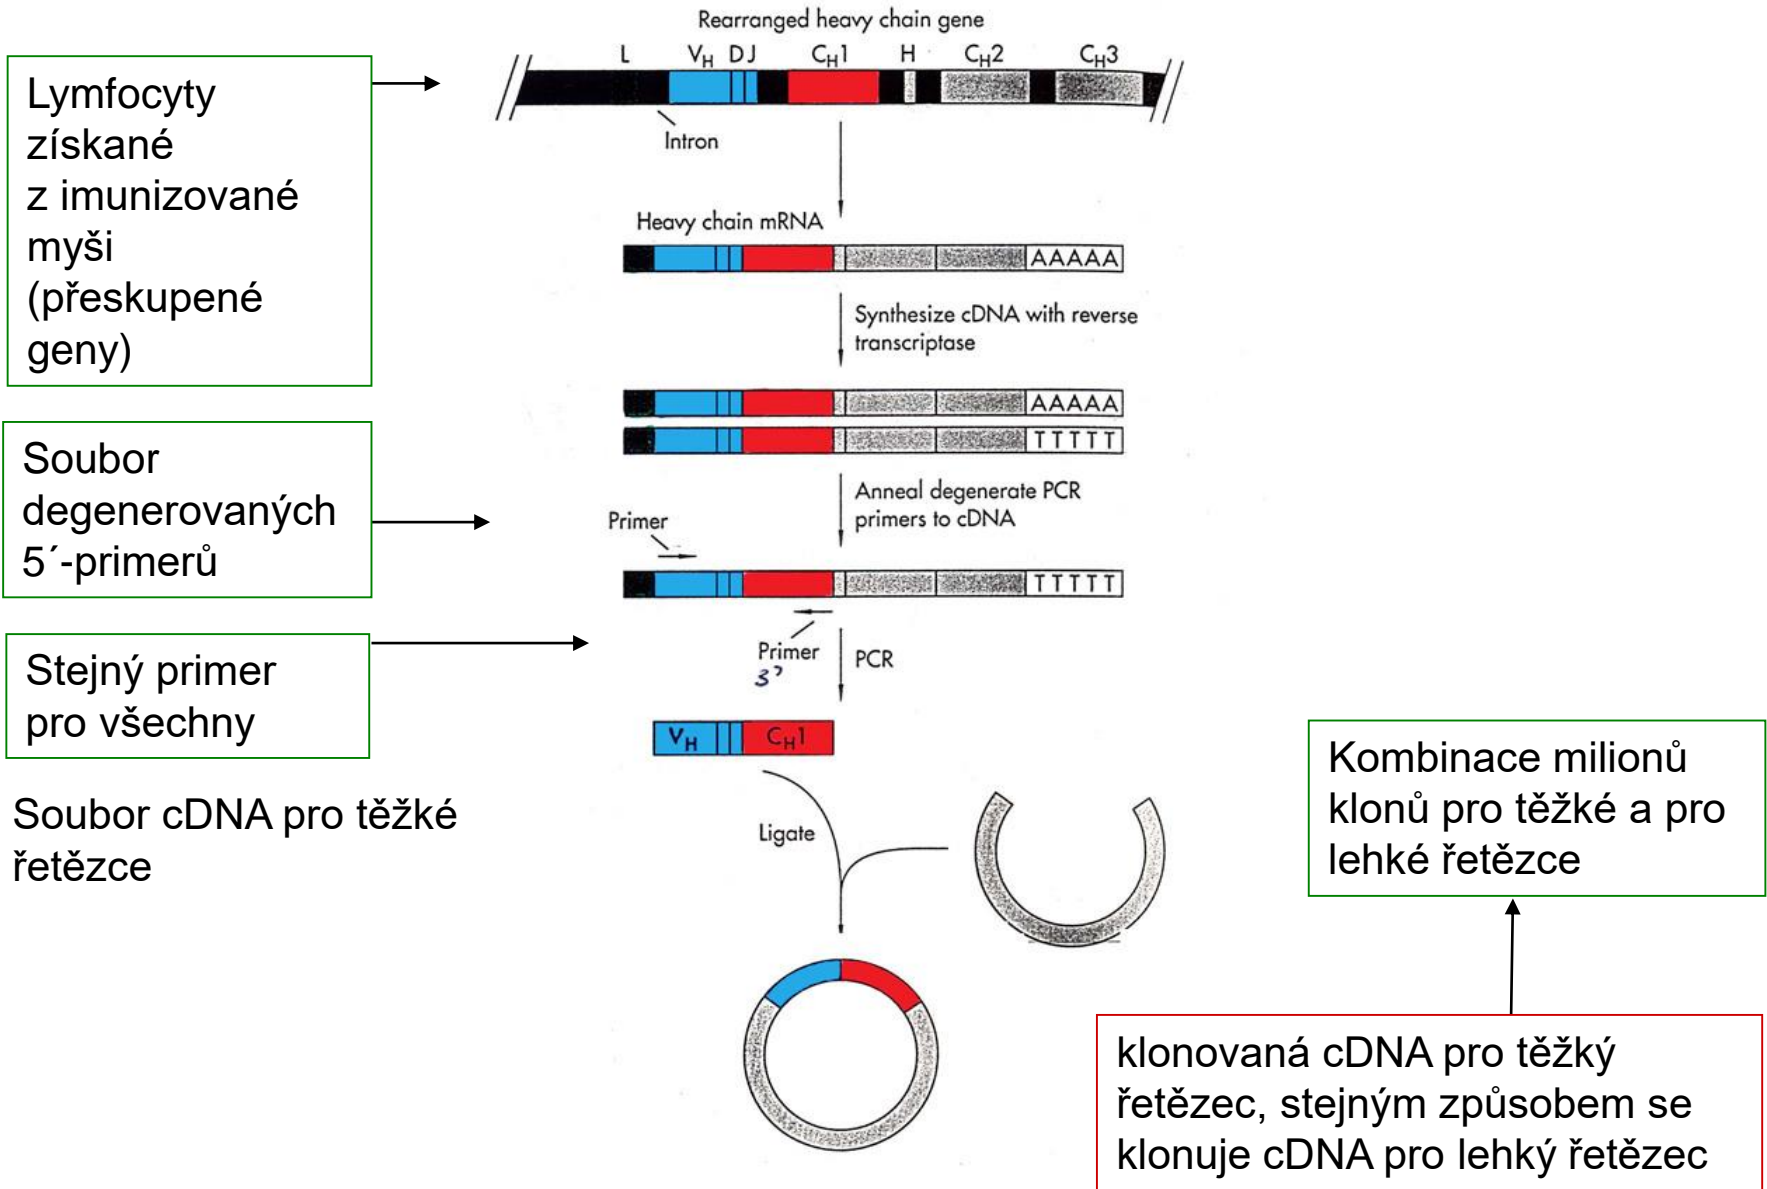 Rearranged heavy chain gene
L VH D J CH1 H CH2 CH3
Lymfocyty
získané
z imunizované
myši
(přeskupené
geny)
Intron
Heavy chain mRNA
AAAAA
Synthesize cDNA with reverse
transcriptase
AAAAA
TTTTT
Soubor
degenerovaných
5´-primerů
Anneal degenerate PCR
primers to cDNA
Primer
TTTTT
Stejný primer
pro všechny
Primer
3'
PCR
VH CH1
Soubor cDNA pro těžké
řetězce
Ligate
Kombinace milionů
klonů pro těžké a pro
lehké řetězce
klonovaná cDNA pro těžký
řetězec, stejným způsobem se
klonuje cDNA pro lehký řetězec